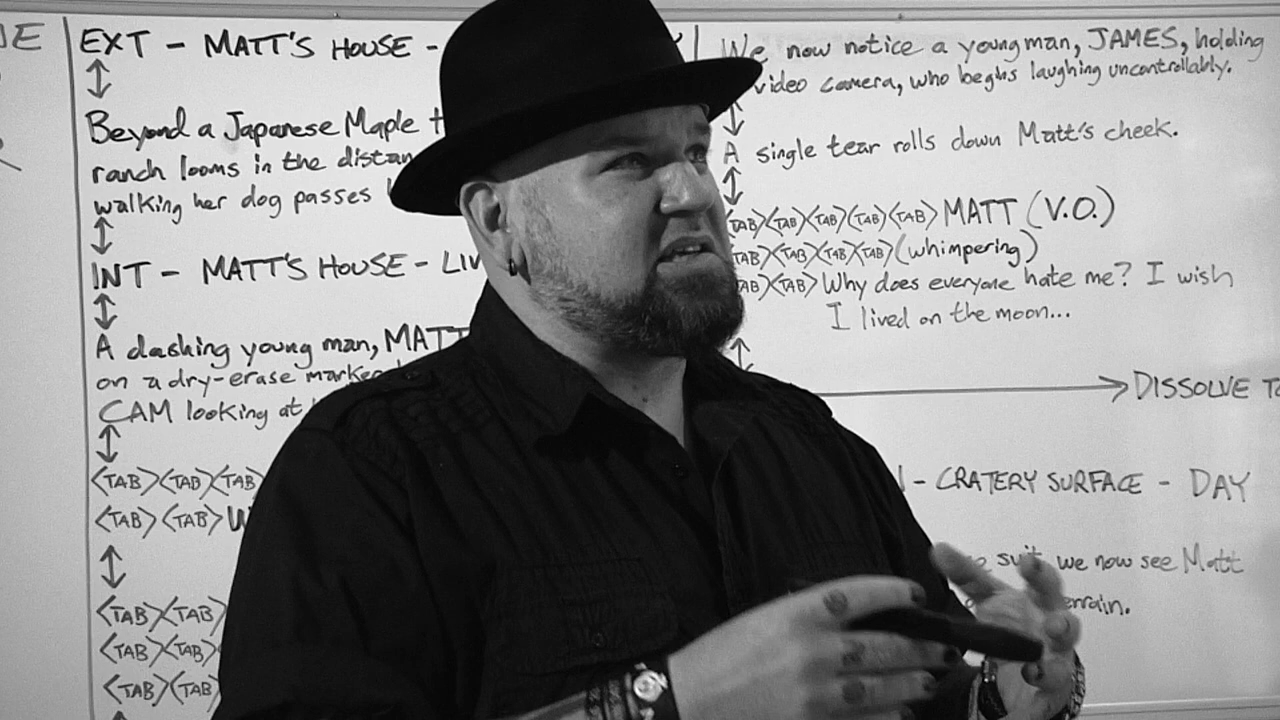 EXT - MATT'S HOUSE -
Beyond a Japanese Maple
ranch looms in the
walking her dog passes
INT - MATT'S HOUSE -
A dashing young man, MATT
on a dry-erase
CAM looking at
<TAB><TAB><TAB>
<TAB><TAB>
<TAB><TAB>
<TAB><TAB>
<TAB><TAB>
We now notice a young man, JAMES, holding
video camera, who begins laughing uncontrollably.
A single tear rolls down Matt's cheek.
<TAB><TAB><TAB><TAB><TAB> MATT (V.O.)
<TAB><TAB><TAB><TAB> (whimpering)
<TAB><TAB> Why does everyone hate me? I wish
I lived on the moon...
DISSOLVE
- CRATERY SURFACE - DAY
suit, we now see Matt